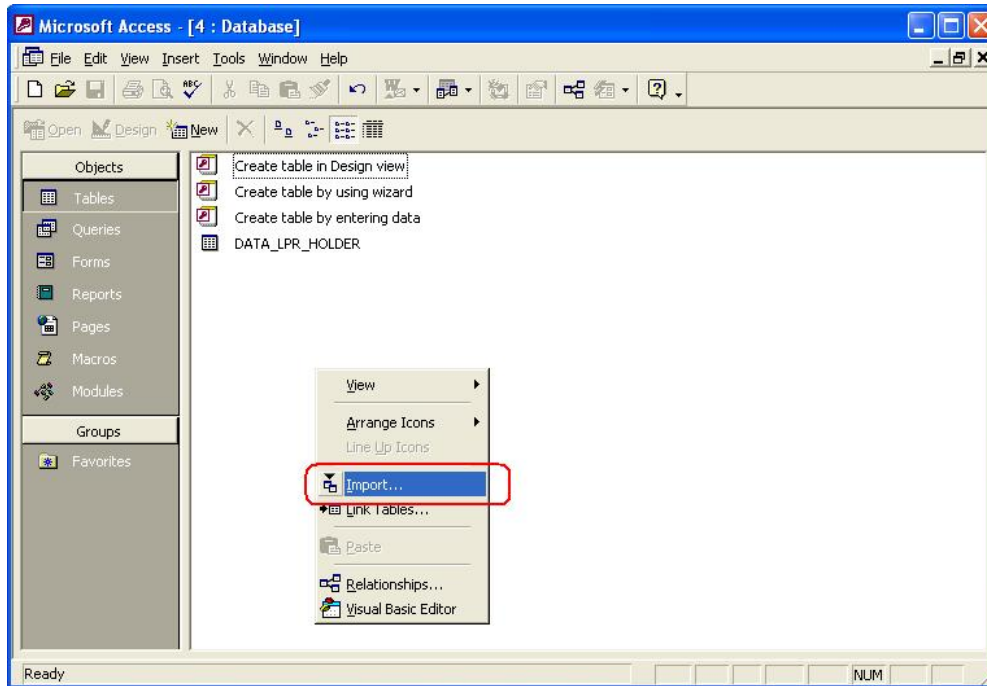 Microsoft Access - [4 : Database]
File Edit View Insert Tools Window Help
ABC
Open Design New
Objects
Tables
Queries
Forms
Reports
Pages
Macros
Modules
Groups
Favorites
Create table in Design view
Create table by using wizard
Create table by entering data
DATA_LPR_HOLDER
View
Arrange Icons
Line Up Icons
Import...
Link Tables...
Paste
Relationships...
Visual Basic Editor
Ready NUM